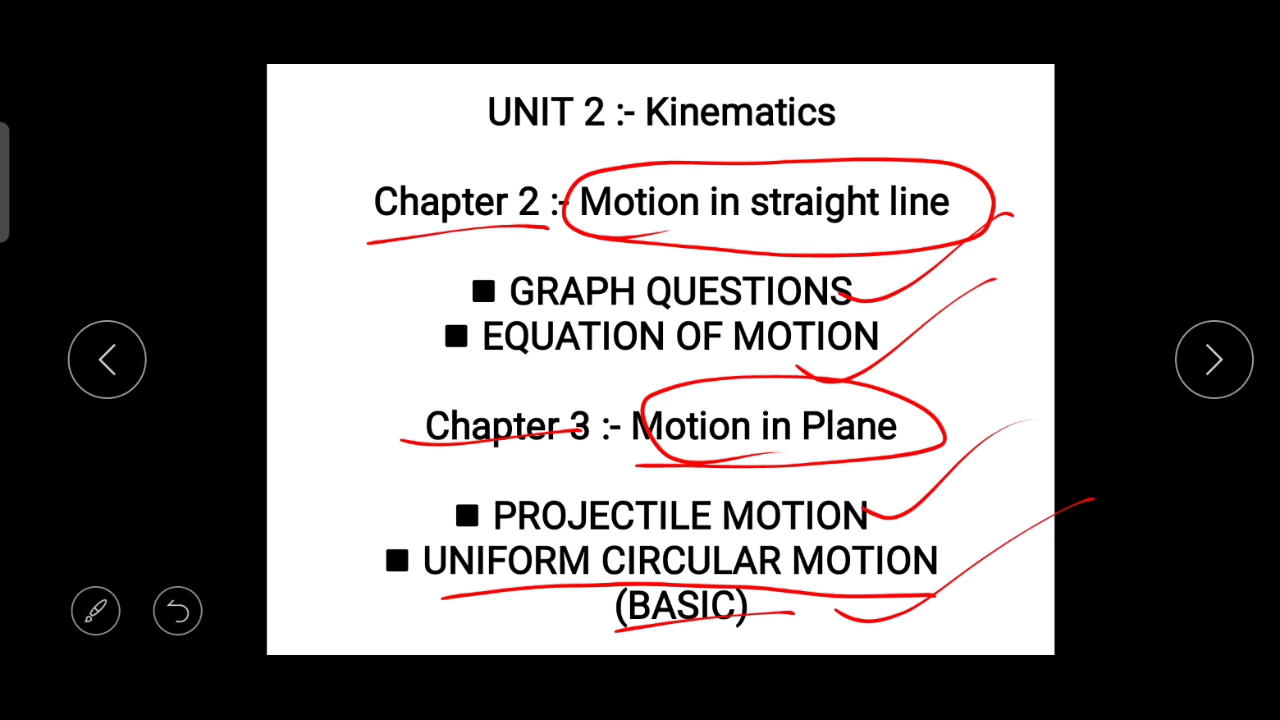 UNIT 2 :- Kinematics
Chapter 2 :- Motion in straight line
■ GRAPH QUESTIONS
■ EQUATION OF MOTION
Chapter 3 :- Motion in Plane
■ PROJECTILE MOTION
■ UNIFORM CIRCULAR MOTION
(BASIC)